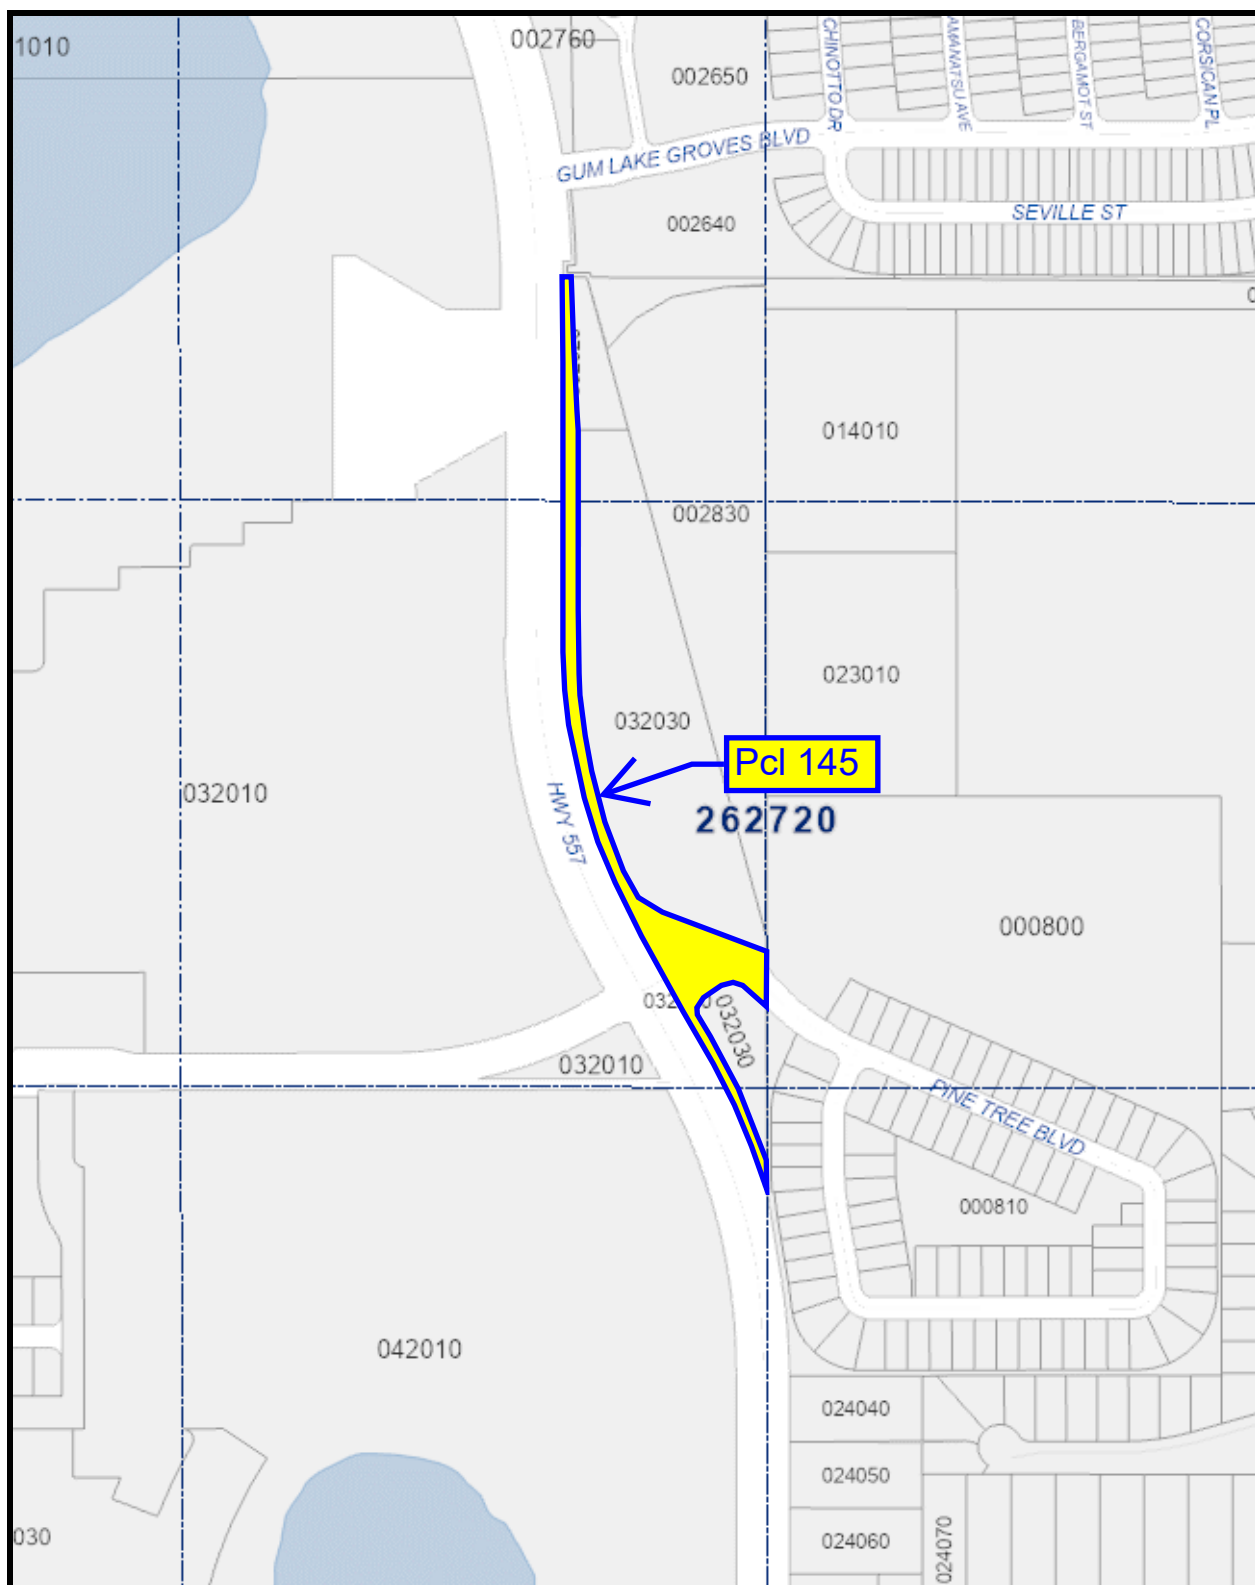 1010
002760
002650
CHINOTTO DR
AMANATSU AVE
BERGAMOT ST
CORSICAN PL
GUM LAKE GROVES BLVD
002640
SEVILLE ST
014010
002830
023010
032030
Pcl 145
032010
262720
HWY 557
000800
032030
032010
PINE TREE BLVD
000810
042010
024040
024050
024060
024070
030